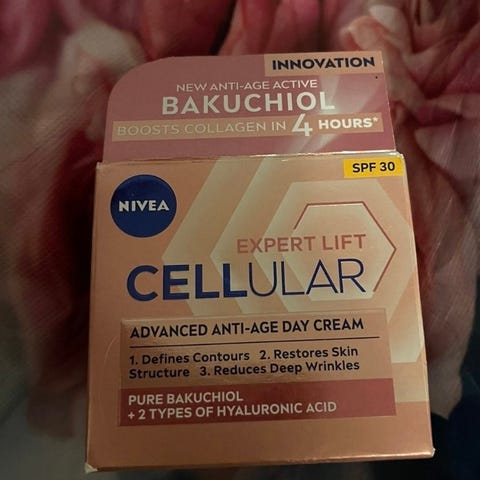 INNOVATION
NEW ANTI-AGE ACTIVE
BAKUCHIOL
BOOSTS COLLAGEN IN 4 HOURS*
SPF 30
NIVEA
EXPERT LIFT
CELLULAR
ADVANCED ANTI-AGE DAY CREAM
1. Defines Contours 2. Restores Skin
Structure 3. Reduces Deep Wrinkles
PURE BAKUCHIOL
+ 2 TYPES OF HYALURONIC ACID